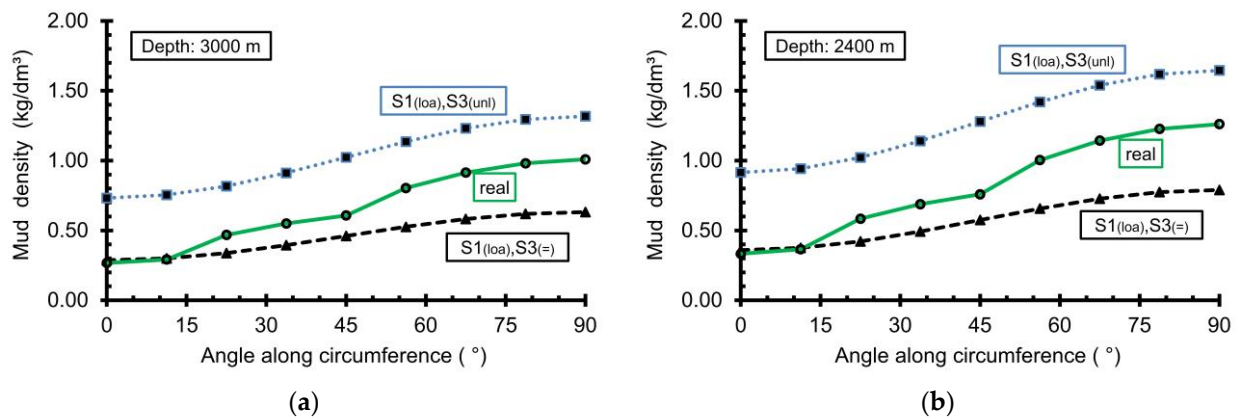 2.00
1.50
1.00
0.50
0.00
Mud density (kg/dm³)
Depth: 3000 m
S1(loa),S3(unl)
real
S1(loa),S3(=)
0 15 30 45 60 75 90
Angle along circumference ( °)
(a)
2.00
1.50
1.00
0.50
0.00
Mud density (kg/dm³)
Depth: 2400 m
S1(loa),S3(unl)
real
S1(loa),S3(=)
0 15 30 45 60 75 90
Angle along circumference ( °)
(b)